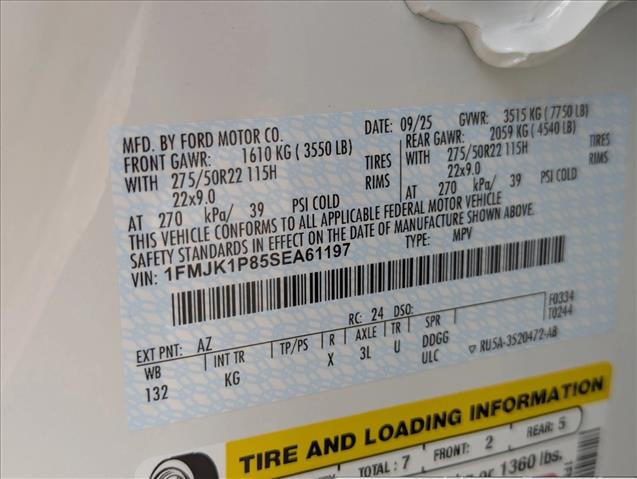 MFD. BY FORD MOTOR CO.
DATE: 09/25 GVWR: 3515 KG (7750 LB)
FRONT GAWR: 1610 KG (3550 LB)
REAR GAWR: 2059 KG (4540 LB)
WITH 275/50R22 115H TIRES
275/50R22 115H TIRES
22x9.0 RIMS
22x9.0 RIMS
AT 270 kPa/ 39 PSI COLD
AT 270 kPa/ 39 PSI COLD
THIS VEHICLE CONFORMS TO ALL APPLICABLE FEDERAL MOTOR VEHICLE
SAFETY STANDARDS IN EFFECT ON THE DATE OF MANUFACTURE SHOWN ABOVE.
VIN: 1FMJK1P85SEA61197 TYPE: MPV
F0334
T0244
EXT PNT: AZ RC: 24 DSO:
WB INT TR TP/PS R AXLE TR SPR
132 KG X 3L U DDGG
ULC ▽ RU5A-3520472-AB
TIRE AND LOADING INFORMATION
TOTAL : 7 FRONT: 2 REAR: 5
or 1360 lbs.